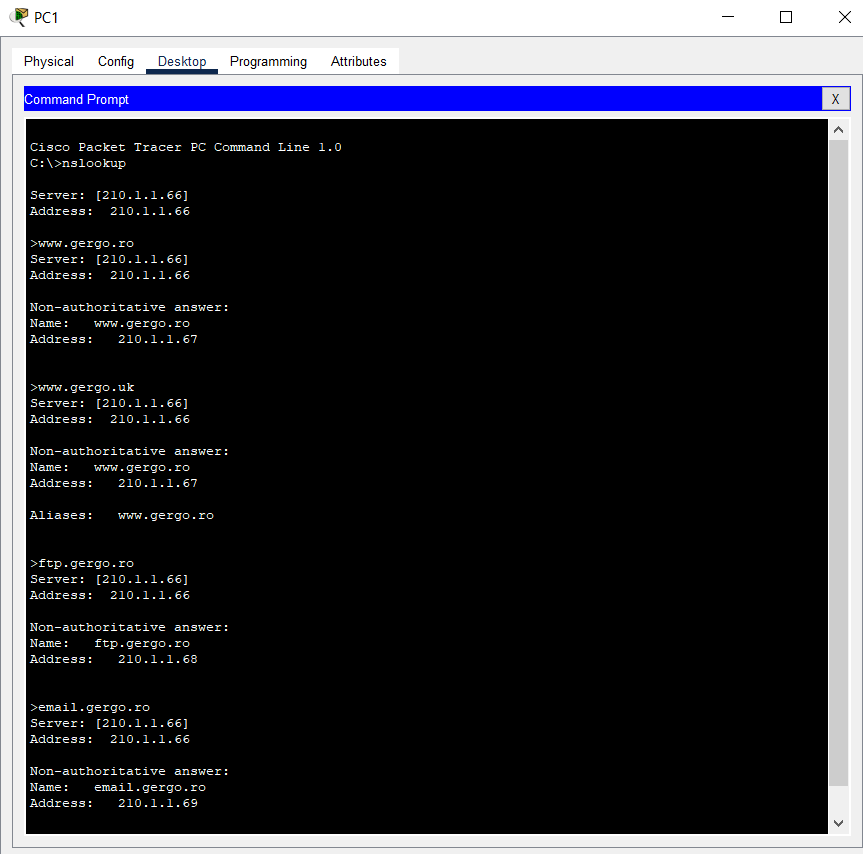 PC1
Physical Config Desktop Programming Attributes
Command Prompt X
Cisco Packet Tracer PC Command Line 1.0
C:\>nslookup
Server: [210.1.1.66]
Address:  210.1.1.66
>www.gergo.ro
Server: [210.1.1.66]
Address:  210.1.1.66
Non-authoritative answer:
Name:   www.gergo.ro
Address:   210.1.1.67
>www.gergo.uk
Server: [210.1.1.66]
Address:  210.1.1.66
Non-authoritative answer:
Name:   www.gergo.ro
Address:   210.1.1.67
Aliases:   www.gergo.ro
>ftp.gergo.ro
Server: [210.1.1.66]
Address:  210.1.1.66
Non-authoritative answer:
Name:   ftp.gergo.ro
Address:   210.1.1.68
>email.gergo.ro
Server: [210.1.1.66]
Address:  210.1.1.66
Non-authoritative answer:
Name:   email.gergo.ro
Address:   210.1.1.69